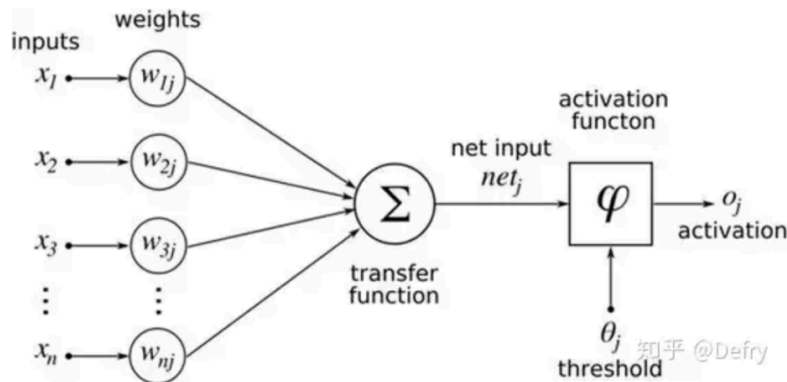 weights
inputs
x₁
w₁ⱼ
x₂
w₂ⱼ
x₃
w₃ⱼ
⋮
⋮
xₙ
wₙⱼ
Σ
transfer
function
net input
netⱼ
activation
functon
φ
oⱼ
activation
θⱼ
threshold
知乎 @Defry